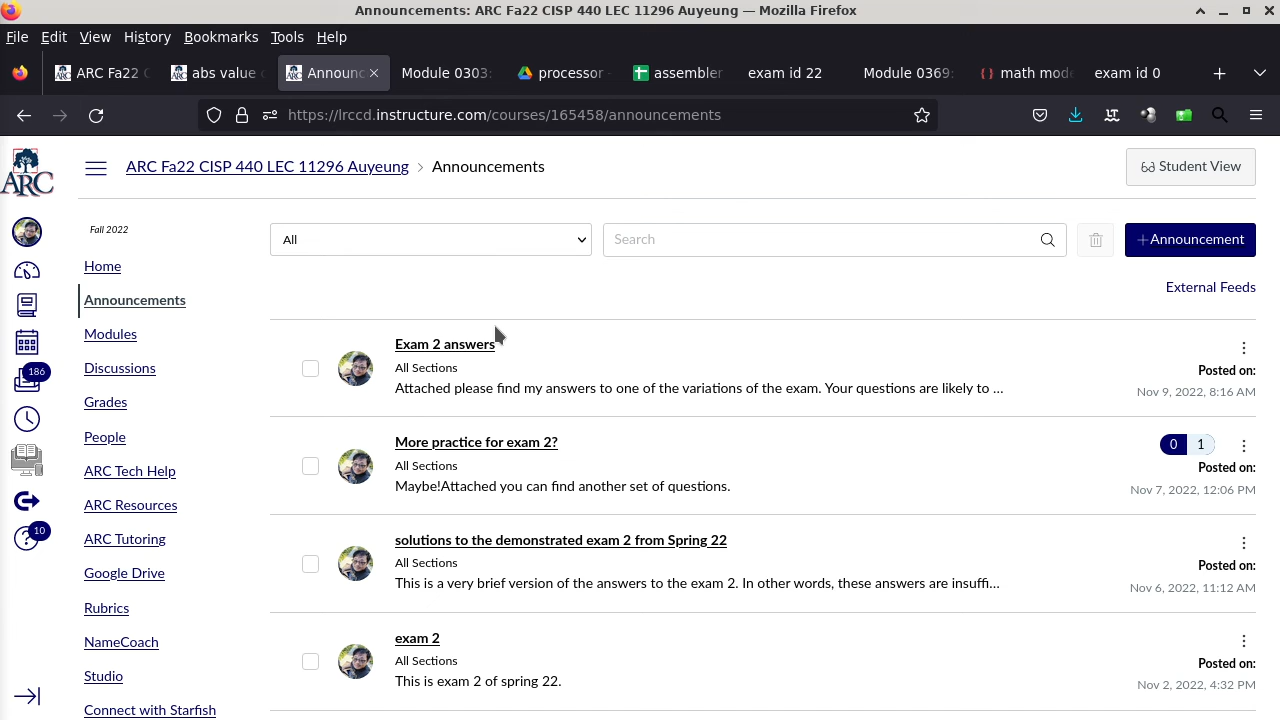 Announcements: ARC Fa22 CISP 440 LEC 11296 Auyeung — Mozilla Firefox
File Edit View History Bookmarks Tools Help
ARC Fa22 C abs value Announc Module 0303: processor - assembler exam id 22 Module 0369: math mode exam id 0
https://lrccd.instructure.com/courses/165458/announcements
ARC
ARC Fa22 CISP 440 LEC 11296 Auyeung > Announcements
Student View
Fall 2022
All
Search
+Announcement
Home
External Feeds
Announcements
Modules
Discussions
Grades
People
ARC Tech Help
ARC Resources
ARC Tutoring
Google Drive
Rubrics
NameCoach
Studio
Connect with Starfish
186
10
Exam 2 answers
All Sections
Attached please find my answers to one of the variations of the exam. Your questions are likely to ...
Posted on:
Nov 9, 2022, 8:16 AM
More practice for exam 2?
All Sections
Maybe!Attached you can find another set of questions.
0 1
Posted on:
Nov 7, 2022, 12:06 PM
solutions to the demonstrated exam 2 from Spring 22
All Sections
This is a very brief version of the answers to the exam 2. In other words, these answers are insuffi...
Posted on:
Nov 6, 2022, 11:12 AM
exam 2
All Sections
This is exam 2 of spring 22.
Posted on:
Nov 2, 2022, 4:32 PM